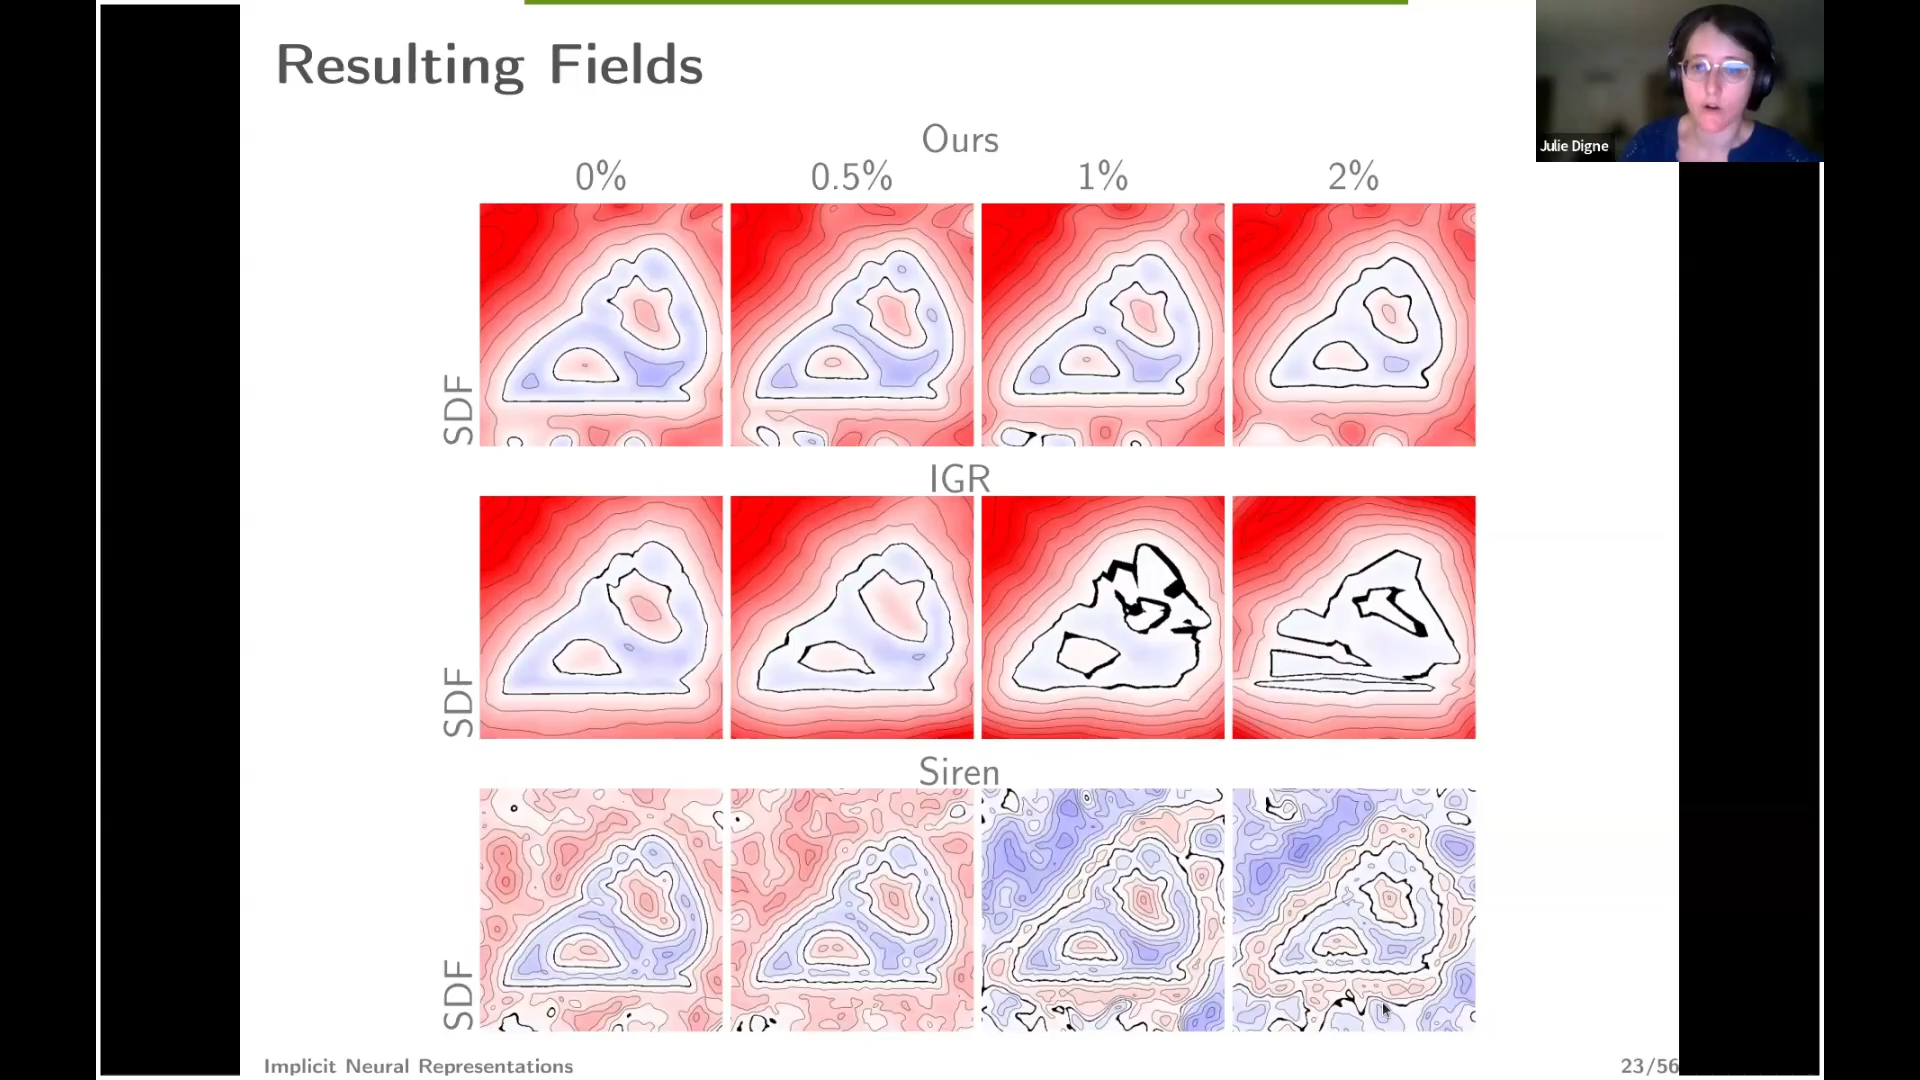 Resulting Fields
Julie Digne
Ours
0% 0.5% 1% 2%
SDF
IGR
SDF
Siren
SDF
Implicit Neural Representations
23/56